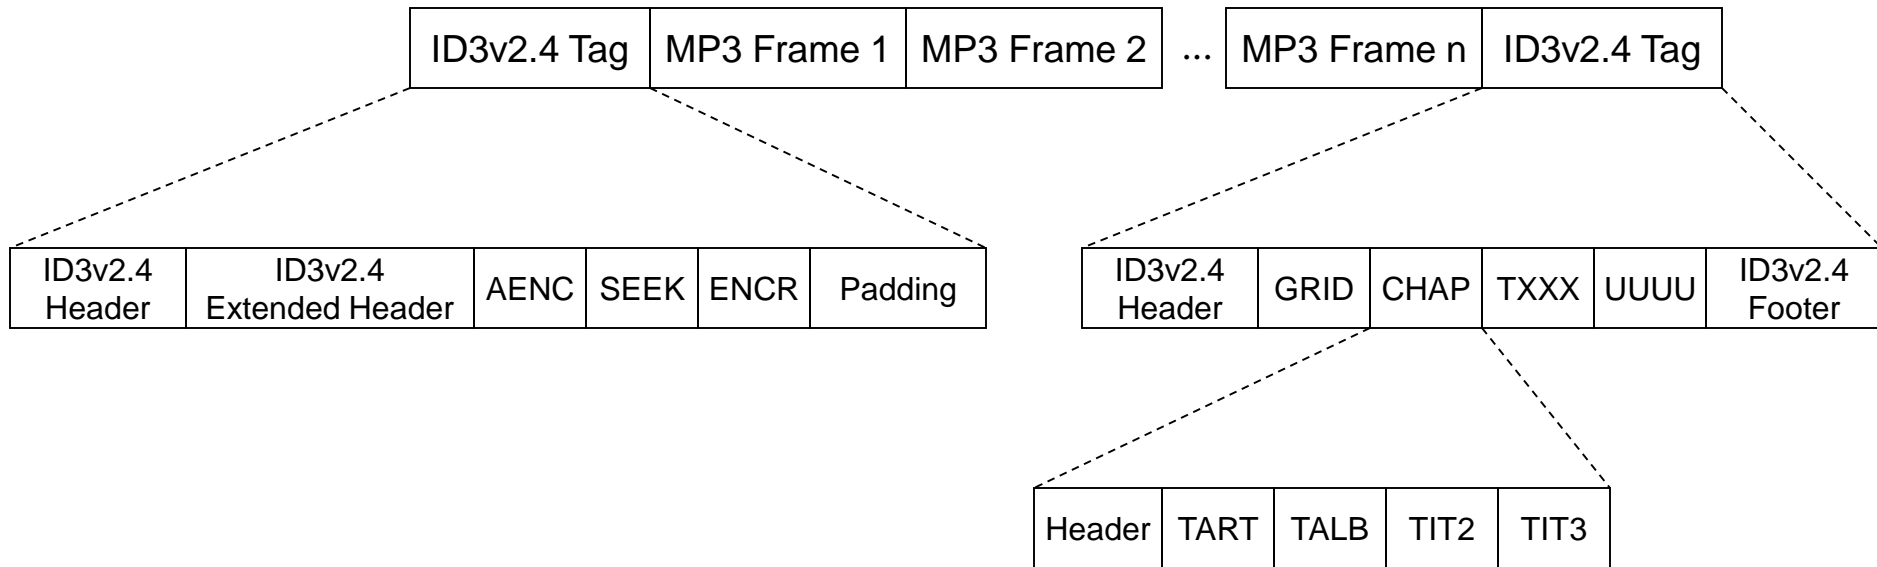 ID3v2.4 Tag MP3 Frame 1 MP3 Frame 2 ... MP3 Frame n ID3v2.4 Tag
ID3v2.4
Header
ID3v2.4
Extended Header
AENC
SEEK
ENCR
Padding
ID3v2.4
Header
GRID
CHAP
TXXX
UUUU
ID3v2.4
Footer
Header TART TALB TIT2 TIT3